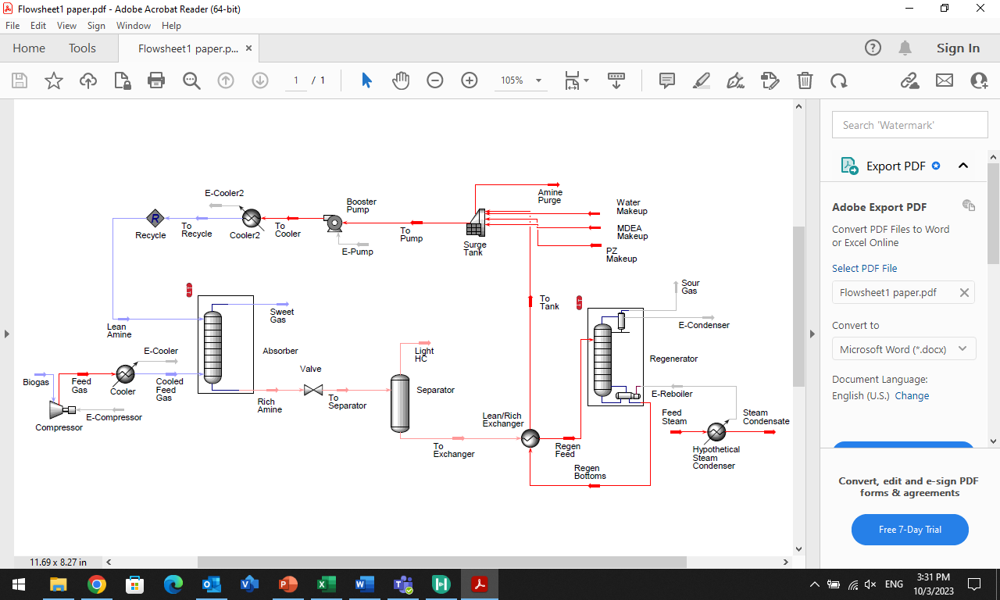 Flowsheet1 paper.pdf - Adobe Acrobat Reader (64-bit)
File Edit View Sign Window Help
Home Tools Flowsheet1 paper.p... × Sign In
1 / 1 105%
Search 'Watermark'
Export PDF
Adobe Export PDF
Convert PDF Files to Word
or Excel Online
Select PDF File
Flowsheet1 paper.pdf
Convert to
Microsoft Word (*.docx)
Document Language:
English (U.S.) Change
Convert, edit and e-sign PDF
forms & agreements
Free 7-Day Trial
E-Cooler2
R
Recycle
To
Recycle
Cooler2
To
Cooler
Booster
Pump
E-Pump
To
Pump
Surge
Tank
Amine
Purge
Water
Makeup
MDEA
Makeup
PZ
Makeup
Lean
Amine
Sweet
Gas
Absorber
E-Cooler
Biogas
Feed
Gas
Cooler
Cooled
Feed
Gas
Compressor
E-Compressor
Rich
Amine
Valve
To
Separator
Light
HC
Separator
To
Exchanger
Lean/Rich
Exchanger
To
Tank
Regen
Feed
Regen
Bottoms
Sour
Gas
E-Condenser
Regenerator
E-Reboiler
Feed
Steam
Steam
Condensate
Hypothetical
Steam
Condenser
11.69 x 8.27 in
ENG
3:31 PM
10/3/2023